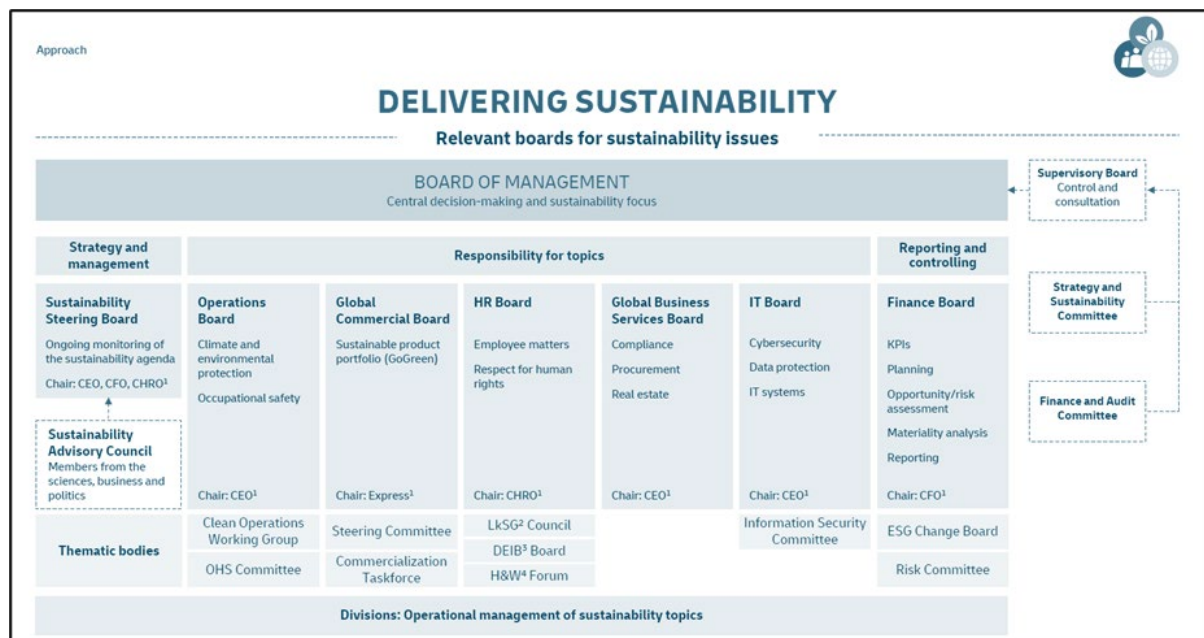 Approach
DELIVERING SUSTAINABILITY
Relevant boards for sustainability issues
BOARD OF MANAGEMENT
Central decision-making and sustainability focus
Supervisory Board
Control and
consultation
Strategy and
management
Responsibility for topics
Reporting and
controlling
Sustainability
Steering Board
Ongoing monitoring of
the sustainability agenda
Chair: CEO, CFO, CHRO¹
Sustainability
Advisory Council
Members from the
sciences, business and
politics
Operations
Board
Climate and
environmental
protection
Occupational safety
Chair: CEO¹
Global
Commercial Board
Sustainable product
portfolio (GoGreen)
Chair: Express¹
HR Board
Employee matters
Respect for human
rights
Chair: CHRO¹
Global Business
Services Board
Compliance
Procurement
Real estate
Chair: CEO¹
IT Board
Cybersecurity
Data protection
IT systems
Chair: CEO¹
Finance Board
KPIs
Planning
Opportunity/risk
assessment
Materiality analysis
Reporting
Chair: CFO¹
Strategy and
Sustainability
Committee
Finance and Audit
Committee
Thematic bodies
Clean Operations
Working Group
OHS Committee
Steering Committee
Commercialization
Taskforce
LkSG² Council
DEIB³ Board
H&W⁴ Forum
Information Security
Committee
ESG Change Board
Risk Committee
Divisions: Operational management of sustainability topics